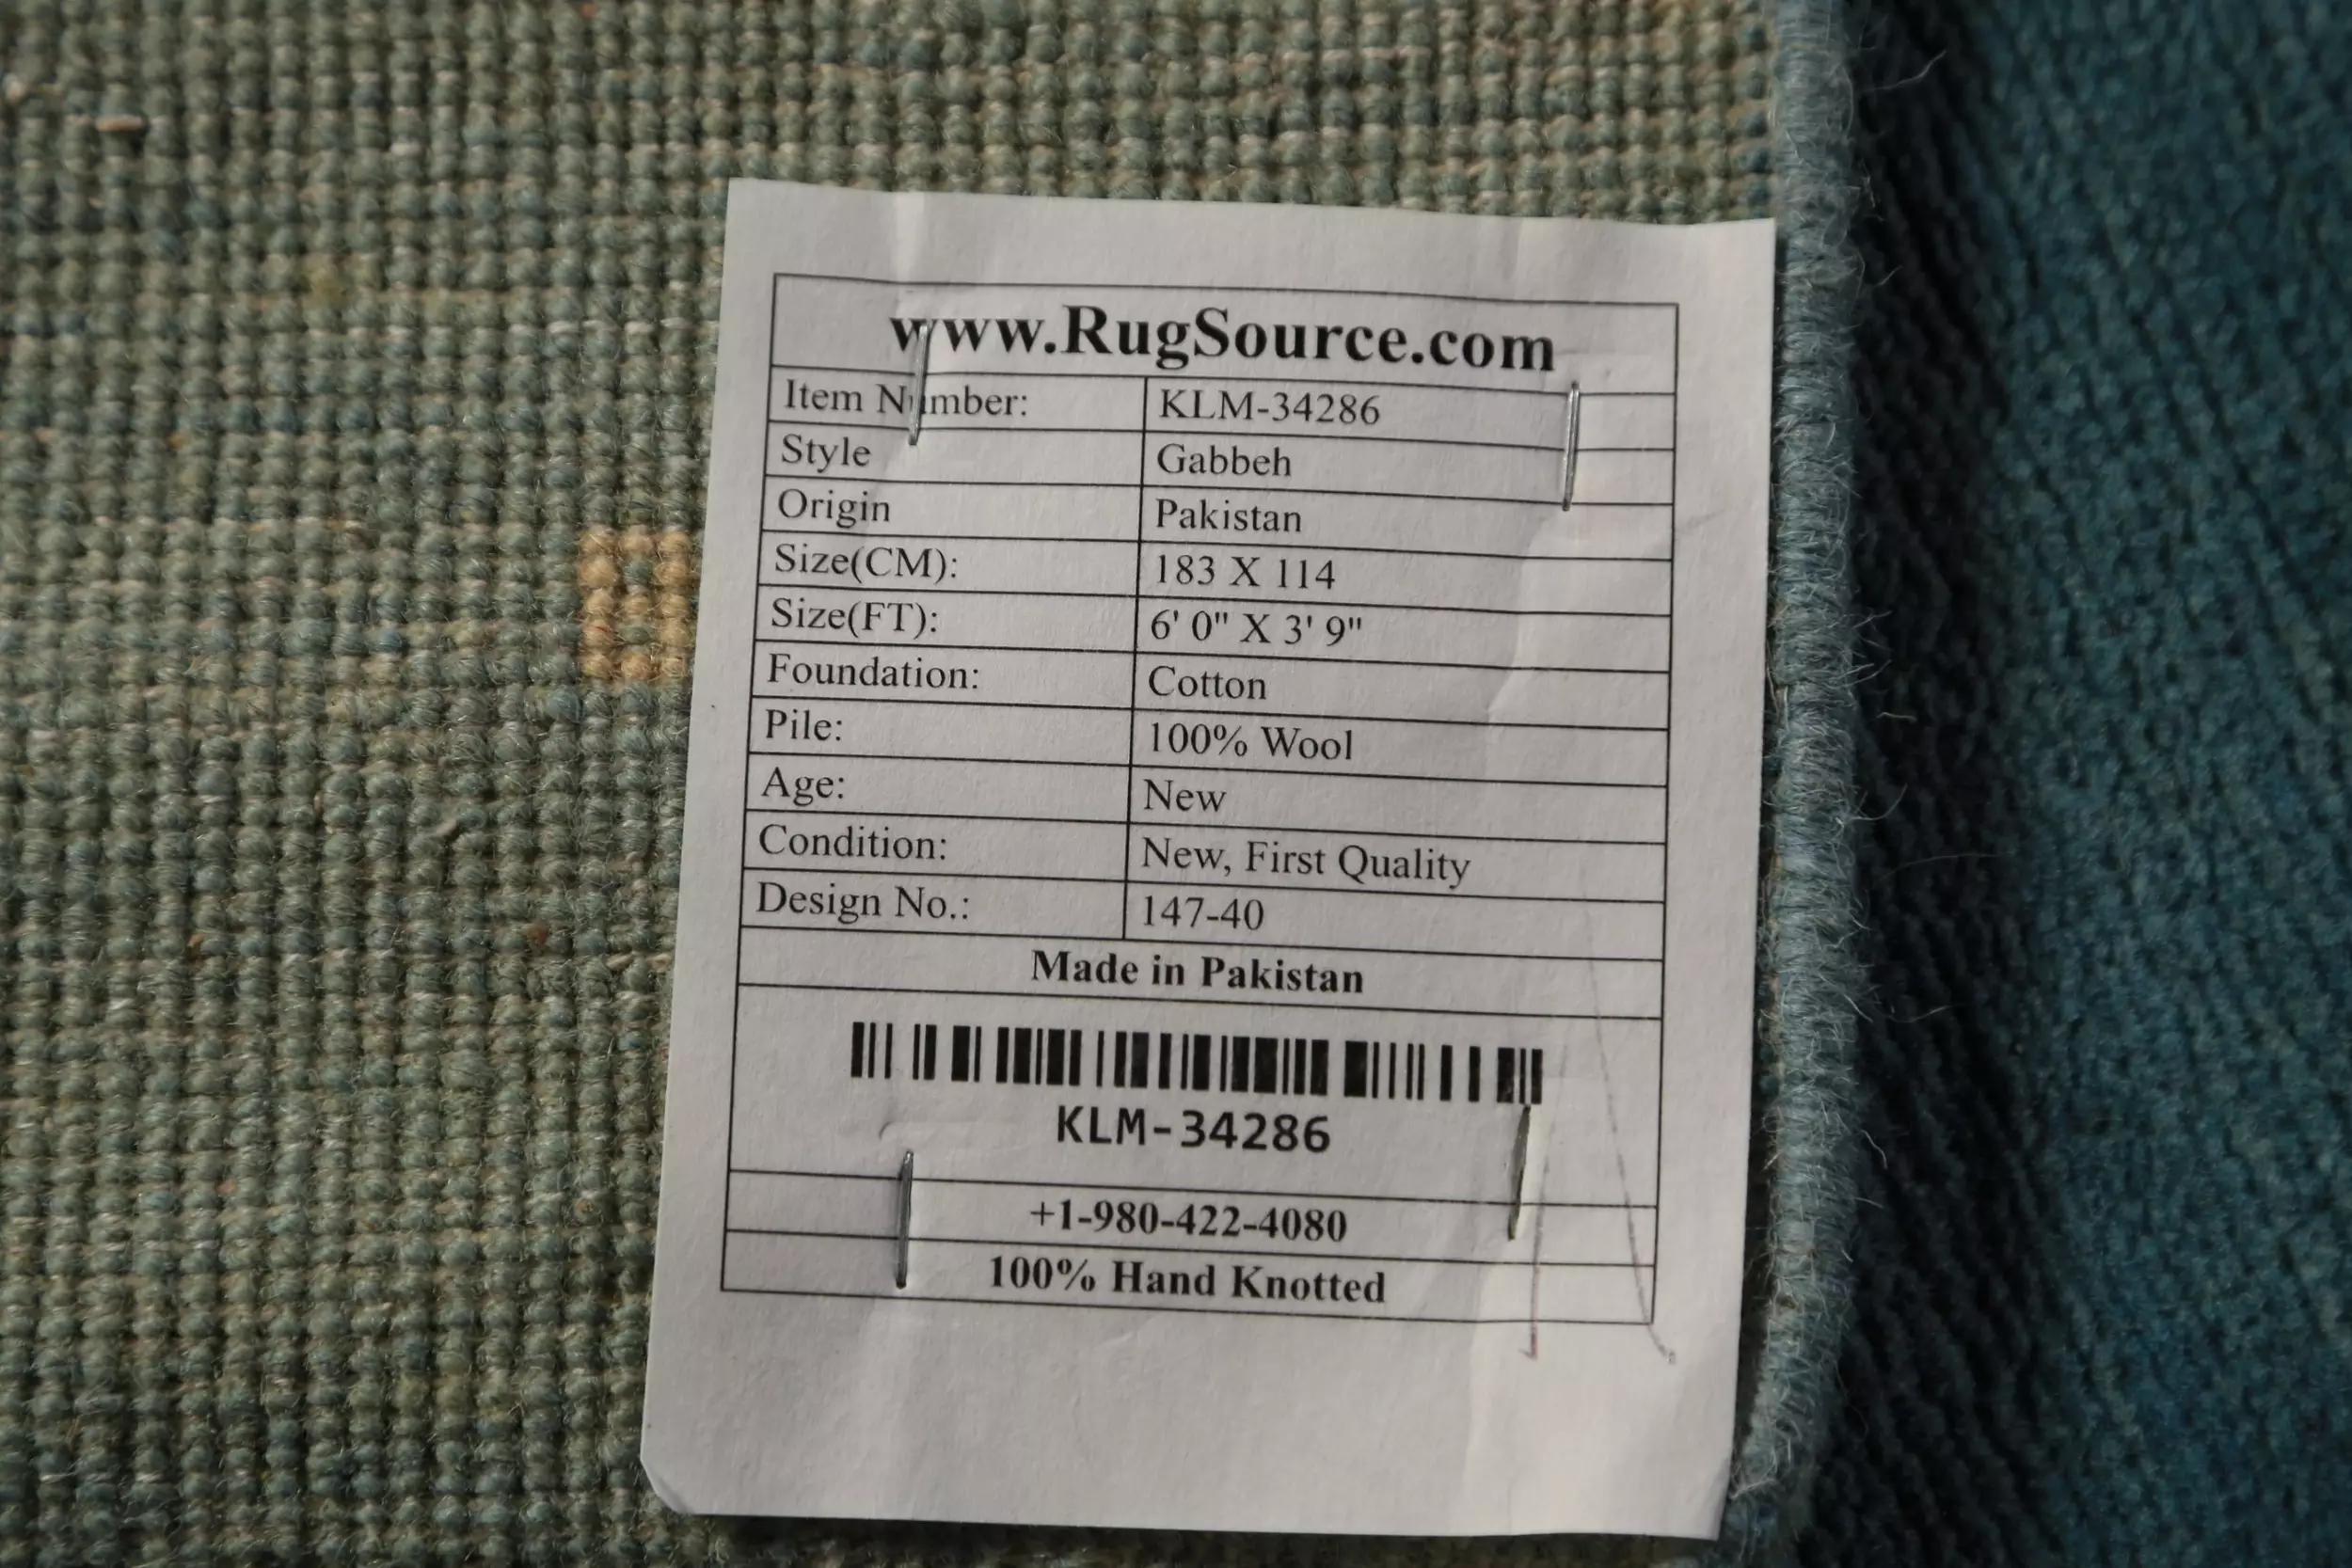 www.RugSource.com
Item Number: KLM-34286
Style Gabbeh
Origin Pakistan
Size(CM): 183 X 114
Size(FT): 6' 0" X 3' 9"
Foundation: Cotton
Pile: 100% Wool
Age: New
Condition: New, First Quality
Design No.: 147-40
Made in Pakistan
KLM-34286
+1-980-422-4080
100% Hand Knotted